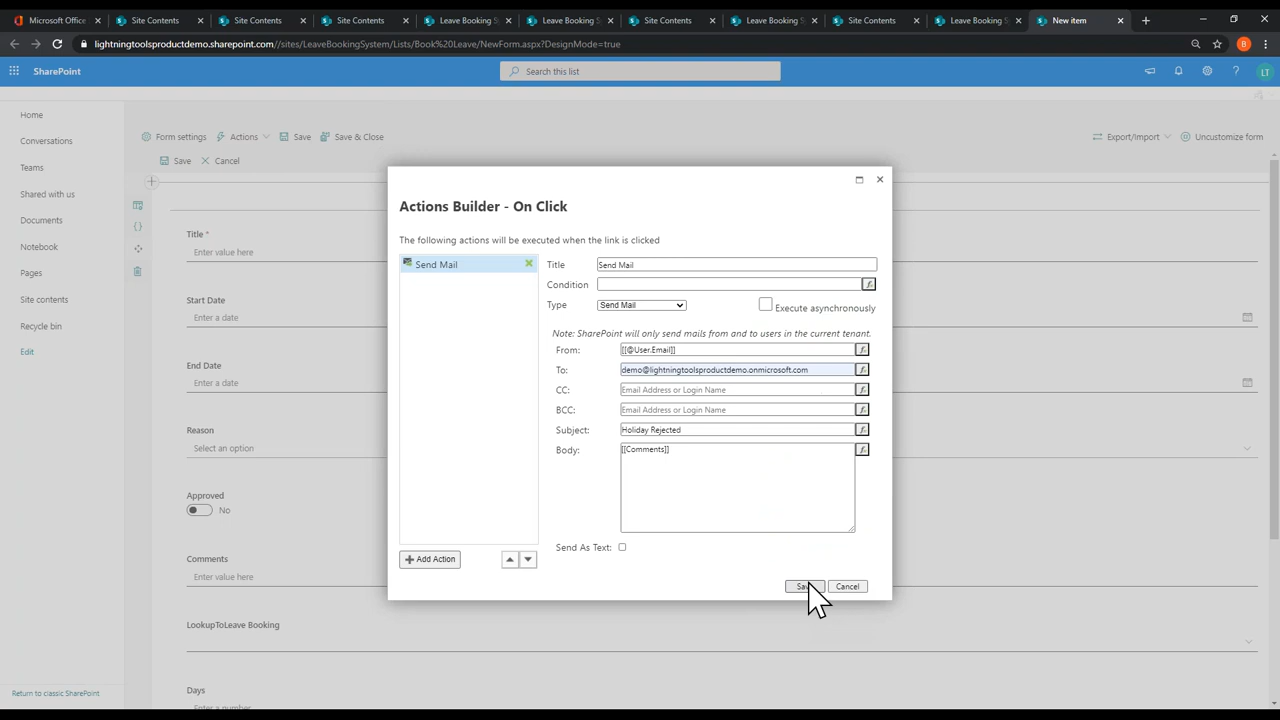 Microsoft Office
Site Contents
Site Contents
Site Contents
Leave Booking S
Leave Booking S
Site Contents
Leave Booking S
Site Contents
Leave Booking S
New item
lightningtoolsproductdemo.sharepoint.com//sites/LeaveBookingSystem/Lists/Book%20Leave/NewForm.aspx?DesignMode=true
B
SharePoint
Search this list
LT
Home
Conversations
Teams
Shared with us
Documents
Notebook
Pages
Site contents
Recycle bin
Edit
Return to classic SharePoint
Form settings
Actions
Save
Save & Close
Export/Import
Uncustomize form
Save
Cancel
Title *
Enter value here
Start Date
Enter a date
End Date
Enter a date
Reason
Select an option
Approved
No
Comments
Enter value here
LookupToLeave Booking
Days
Enter a number
Actions Builder - On Click
The following actions will be executed when the link is clicked
Send Mail
Title
Send Mail
Condition
Type
Send Mail
Execute asynchronously
Note: SharePoint will only send mails from and to users in the current tenant.
From:
[[@User.Email]]
To:
demo@lightningtoolsproductdemo.onmicrosoft.com
CC:
Email Address or Login Name
BCC:
Email Address or Login Name
Subject:
Holiday Rejected
Body:
[[Comments]]
Send As Text:
Add Action
Cancel